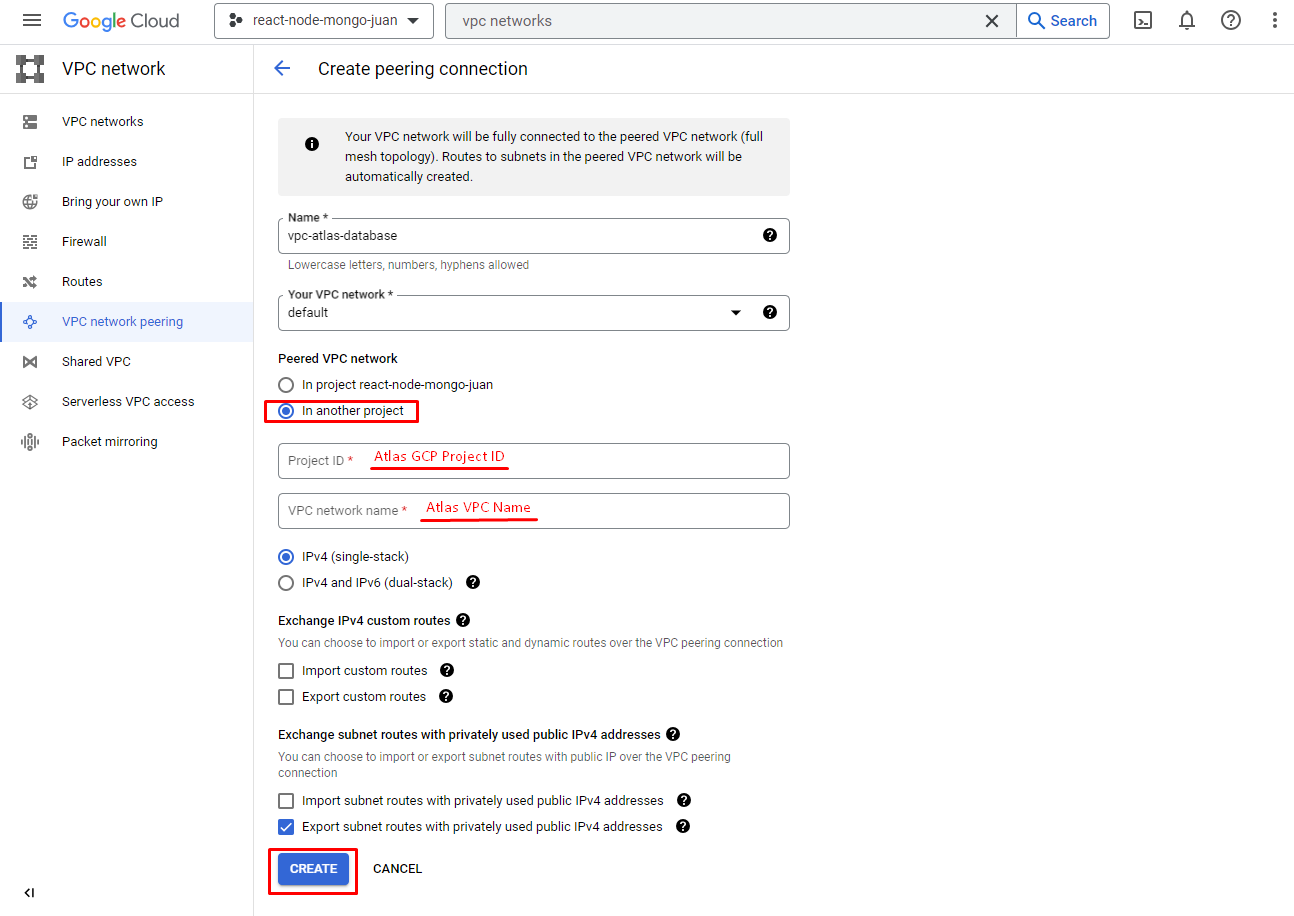 Google Cloud
react-node-mongo-juan
vpc networks
Search
VPC network
Create peering connection
VPC networks
IP addresses
Bring your own IP
Firewall
Routes
VPC network peering
Shared VPC
Serverless VPC access
Packet mirroring
Your VPC network will be fully connected to the peered VPC network (full
mesh topology). Routes to subnets in the peered VPC network will be
automatically created.
Name *
vpc-atlas-database
Lowercase letters, numbers, hyphens allowed
Your VPC network *
default
Peered VPC network
In project react-node-mongo-juan
In another project
Project ID * Atlas GCP Project ID
VPC network name * Atlas VPC Name
IPv4 (single-stack)
IPv4 and IPv6 (dual-stack)
Exchange IPv4 custom routes
You can choose to import or export static and dynamic routes over the VPC peering connection
Import custom routes
Export custom routes
Exchange subnet routes with privately used public IPv4 addresses
You can choose to import or export subnet routes with public IP over the VPC peering
connection
Import subnet routes with privately used public IPv4 addresses
Export subnet routes with privately used public IPv4 addresses
CREATE
CANCEL